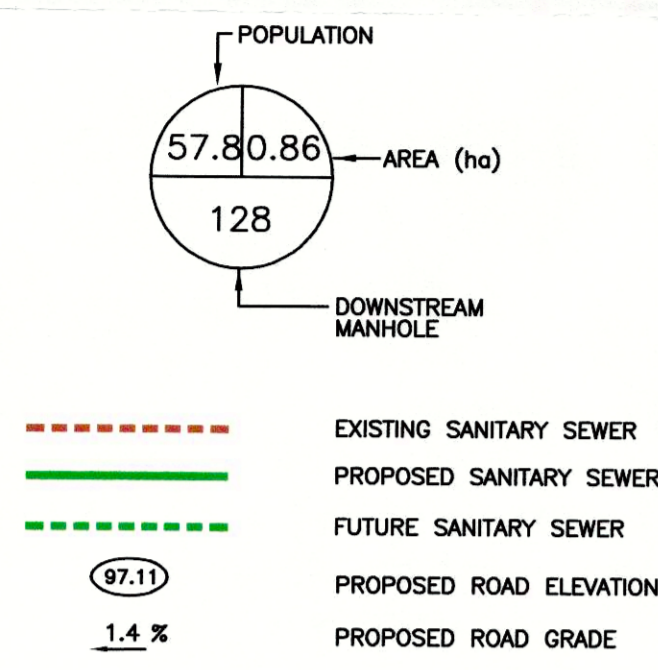 POPULATION
57.8 0.86
AREA (ha)
128
DOWNSTREAM
MANHOLE
EXISTING SANITARY SEWER
PROPOSED SANITARY SEWER
FUTURE SANITARY SEWER
97.11 PROPOSED ROAD ELEVATION
1.4 % PROPOSED ROAD GRADE